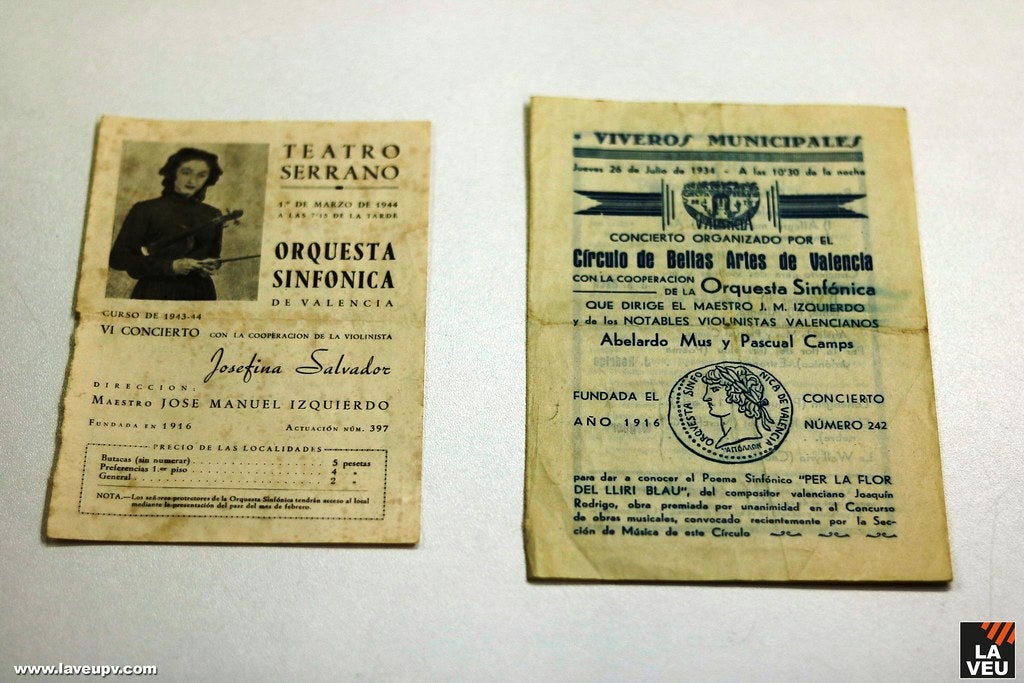 TEATRO
SERRANO
1.º DE MARZO DE 1944
A LAS 7'15 DE LA TARDE
ORQUESTA
SINFONICA
DE VALENCIA
CURSO DE 1943-44
VI CONCIERTO CON LA COOPERACION DE LA VIOLINISTA
Josefina Salvador
DIRECCION:
MAESTRO JOSE MANUEL IZQUIERDO
FUNDADA EN 1916 ACTUACIÓN NÚM. 397
PRECIO DE LAS LOCALIDADES
Butacas (sin numerar) 5 pesetas
Preferencias 1.er piso 4 "
General 2 "
NOTA.—Los señores protectores de la Orquesta Sinfónica tendrán acceso al local
mediante la presentación del pase del mes de febrero.
VIVEROS MUNICIPALES
Jueves 26 de Julio de 1934 - A las 10'30 de la noche
VALENCIA
CONCIERTO ORGANIZADO POR EL
Círculo de Bellas Artes de Valencia
CON LA COOPERACION
DE LA Orquesta Sinfónica
QUE DIRIGE EL MAESTRO J. M. IZQUIERDO
y de los NOTABLES VIOLINISTAS VALENCIANOS
Abelardo Mus y Pascual Camps
FUNDADA EL
AÑO 1916
ORQVESTA SINFONICA DE VALENCIA
CONCIERTO
NÚMERO 242
para dar a conocer el Poema Sinfónico "PER LA FLOR
DEL LLIRI BLAU", del compositor valenciano Joaquín
Rodrigo, obra premiada por unanimidad en el Concurso
de obras musicales, convocado recientemente por la Sec-
ción de Música de este Círculo
www.laveupv.com
LA
VEU